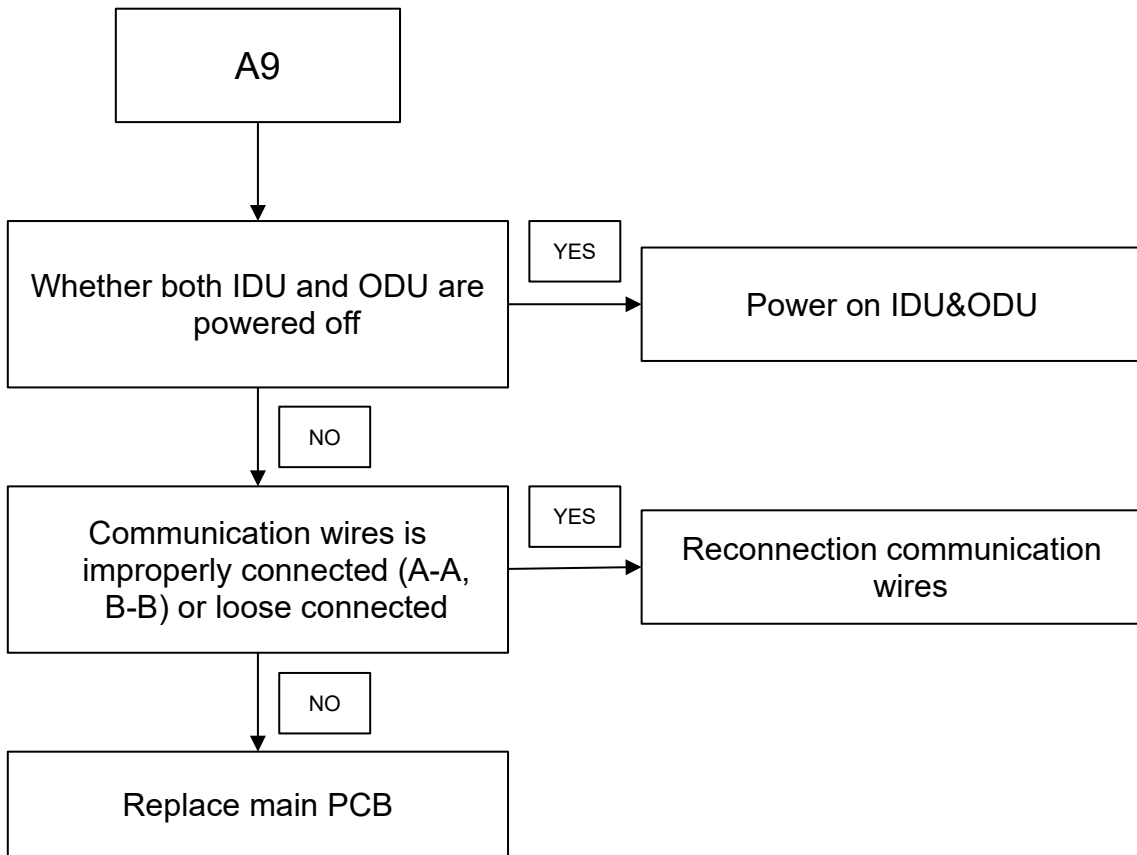 A9
Whether both IDU and ODU are
powered off
YES
Power on IDU&ODU
NO
Communication wires is
improperly connected (A-A,
B-B) or loose connected
YES
Reconnection communication
wires
NO
Replace main PCB